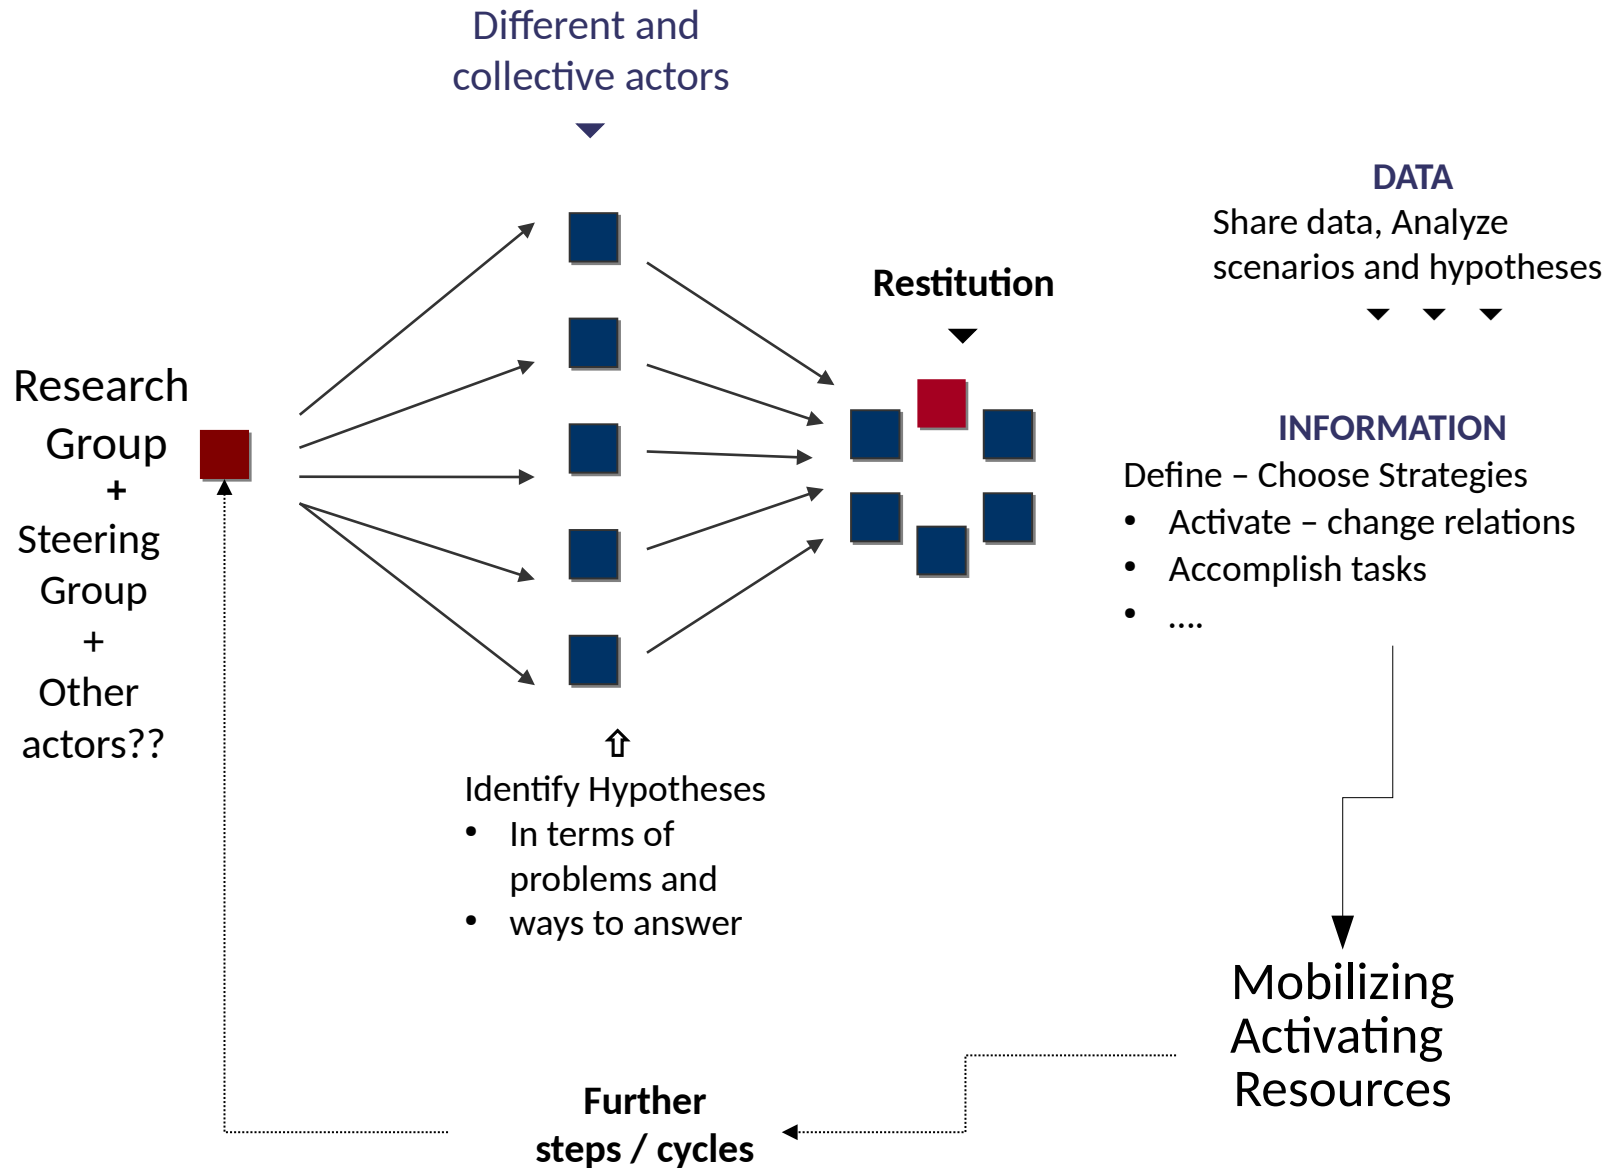 Different and
collective actors
DATA
Share data, Analyze
scenarios and hypotheses
Restitution
Research
Group
+
Steering
Group
+
Other
actors??
INFORMATION
Define – Choose Strategies
• Activate – change relations
• Accomplish tasks
• ....
Identify Hypotheses
• In terms of
problems and
• ways to answer
Mobilizing
Activating
Resources
Further
steps / cycles